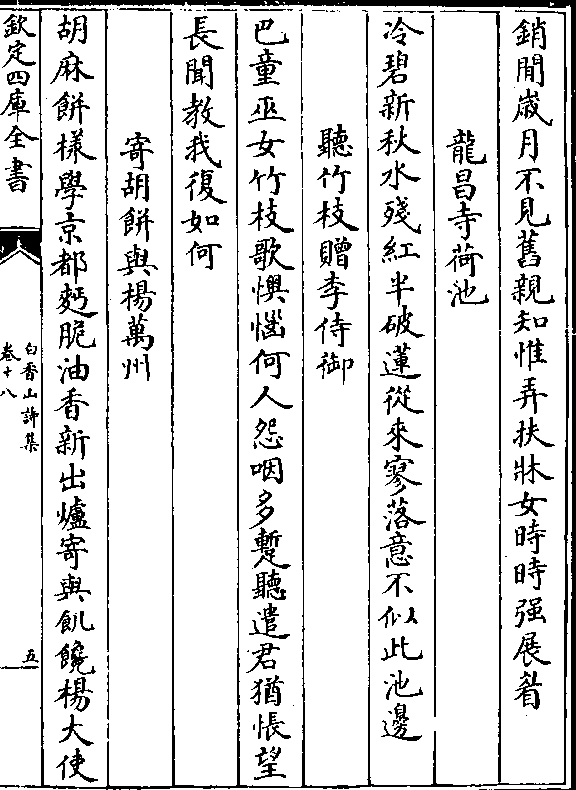 銷閒歲月不見舊親知惟弄扶牀女時時强展眉
龍昌寺荷池
冷碧新秋水殘紅半破蓮從來寥落意不似此池邊
聽竹枝贈李侍御
巴童巫女竹枝歌懊惱何人怨咽多蹔聽遣君猶悵望
長聞教我復如何
寄胡餅與楊萬州
胡麻餅樣學京都麪脆油香新出爐寄與飢饞楊大使
欽定四庫全書
白香山詩集
卷十八
五